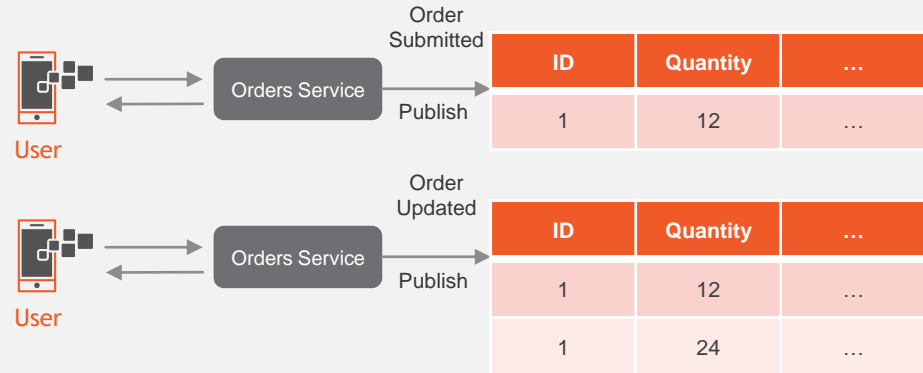 Order
Submitted
Orders Service
Publish
User
ID Quantity …
1 12 …
Order
Updated
Orders Service
Publish
User
ID Quantity …
1 12 …
1 24 …